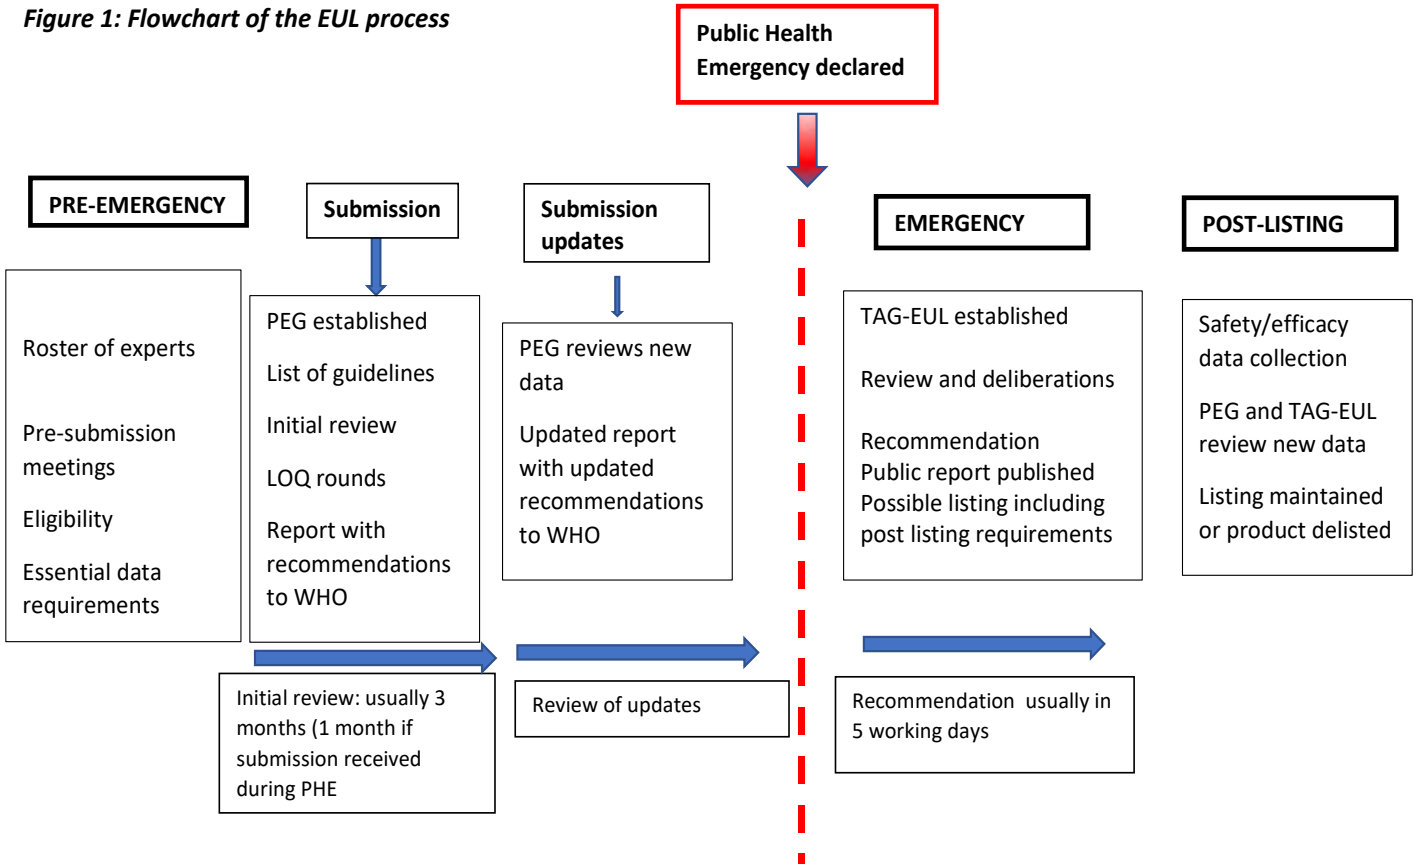 Figure 1: Flowchart of the EUL process
Public Health
Emergency declared
PRE-EMERGENCY
Submission
Submission
updates
EMERGENCY
POST-LISTING
Roster of experts
Pre-submission
meetings
Eligibility
Essential data
requirements
PEG established
List of guidelines
Initial review
LOQ rounds
Report with
recommendations
to WHO
PEG reviews new
data
Updated report
with updated
recommendations
to WHO
TAG-EUL established
Review and deliberations
Recommendation
Public report published
Possible listing including
post listing requirements
Safety/efficacy
data collection
PEG and TAG-EUL
review new data
Listing maintained
or product delisted
Initial review: usually 3
months (1 month if
submission received
during PHE
Review of updates
Recommendation usually in
5 working days